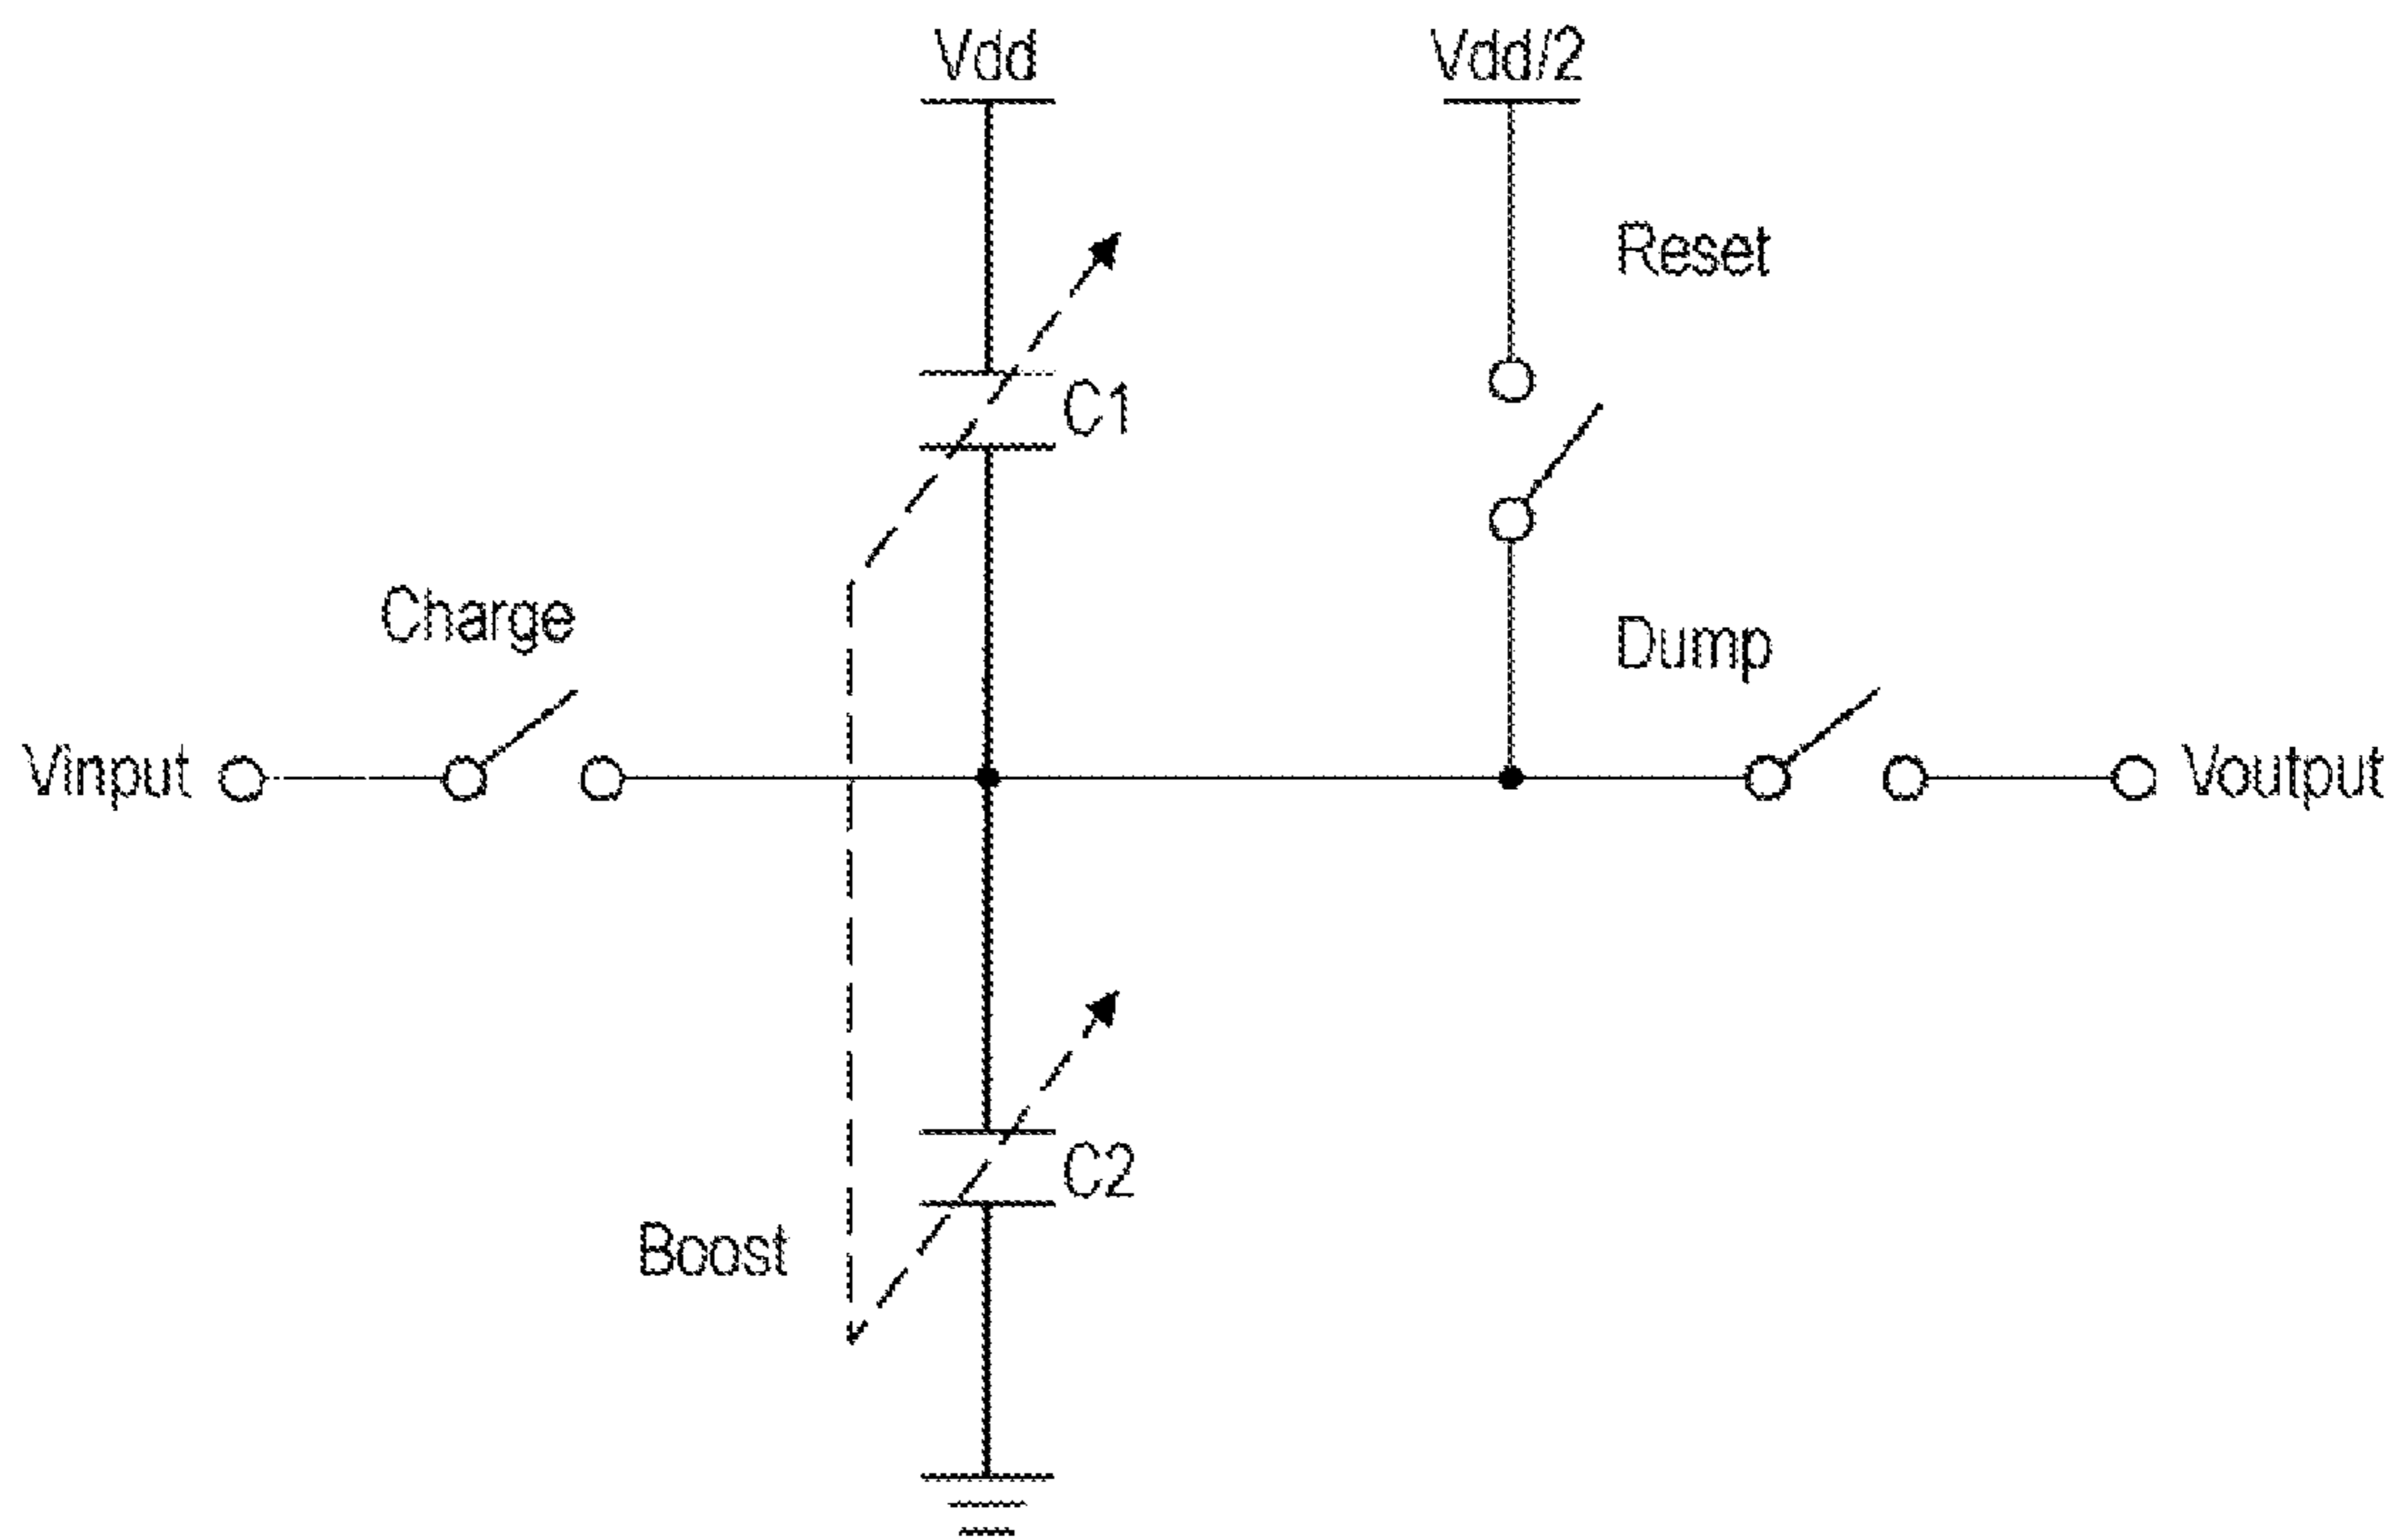 Vdd
Vdd/2
Reset
C1
Charge
Dump
Vinput
Voutput
C2
Boost